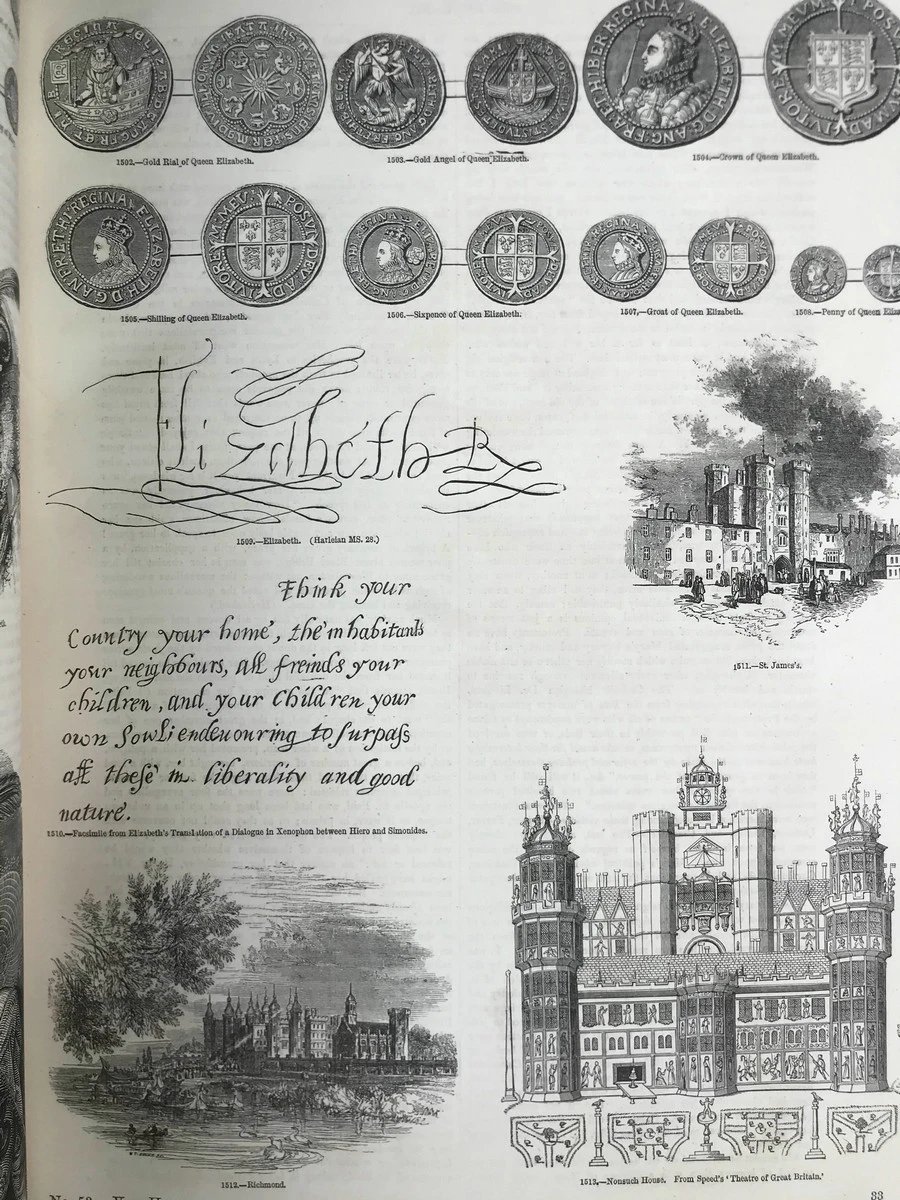 1502.—Gold Rial of Queen Elizabeth.
1503.—Gold Angel of Queen Elizabeth.
1504.—Crown of Queen Elizabeth.
1505.—Shilling of Queen Elizabeth.
1506.—Sixpence of Queen Elizabeth.
1507.—Groat of Queen Elizabeth.
1508.—Penny of Queen Eliza
Elizabeth R
1509.—Elizabeth. (Harleian MS. 28.)
1511.—St. James's.
Think your
Country your home, the inhabitants
your neighbours, all freinds your
children, and your Children your
own Sowl; endeuouring to surpass
all these in liberality and good
nature.
1510.—Facsimile from Elizabeth's Translation of a Dialogue in Xenophon between Hiero and Simonides.
1512.—Richmond.
1513.—Nonsuch House. From Speed's 'Theatre of Great Britain.'
33